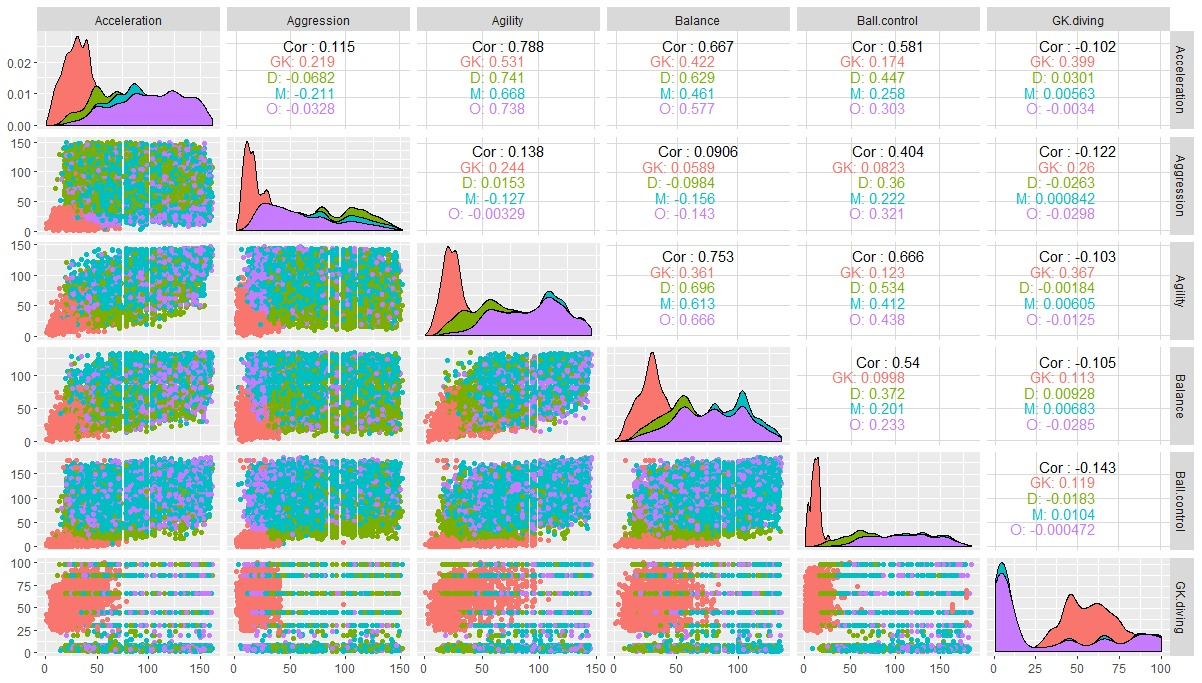 Acceleration Aggression Agility Balance Ball.control GK.diving
Cor : 0.115 Cor : 0.788 Cor : 0.667 Cor : 0.581 Cor : -0.102
GK: 0.219 GK: 0.531 GK: 0.422 GK: 0.174 GK: 0.399
D: -0.0682 D: 0.741 D: 0.629 D: 0.447 D: 0.0301
M: -0.211 M: 0.668 M: 0.461 M: 0.258 M: 0.00563
O: -0.0328 O: 0.738 O: 0.577 O: 0.303 O: -0.0034
0.02
0.01
0.00
Acceleration
Cor : 0.138 Cor : 0.0906 Cor : 0.404 Cor : -0.122
GK: 0.244 GK: 0.0589 GK: 0.0823 GK: 0.26
D: 0.0153 D: -0.0984 D: 0.36 D: -0.0263
M: -0.127 M: -0.156 M: 0.222 M: 0.000842
O: -0.00329 O: -0.143 O: 0.321 O: -0.0298
150
100
50
0
Aggression
Cor : 0.753 Cor : 0.666 Cor : -0.103
GK: 0.361 GK: 0.123 GK: 0.367
D: 0.696 D: 0.534 D: -0.00184
M: 0.613 M: 0.412 M: 0.00605
O: 0.666 O: 0.438 O: -0.0125
150
100
50
0
Agility
Cor : 0.54 Cor : -0.105
GK: 0.0998 GK: 0.113
D: 0.372 D: 0.00928
M: 0.201 M: 0.00683
O: 0.233 O: -0.0285
100
50
0
Balance
Cor : -0.143
GK: 0.119
D: -0.0183
M: 0.0104
O: -0.000472
150
100
50
0
Ball.control
100
75
50
25
0
GK.diving
0 50 100 150 0 50 100 150 0 50 100 150 0 50 100 0 50 100 150 0 25 50 75 100